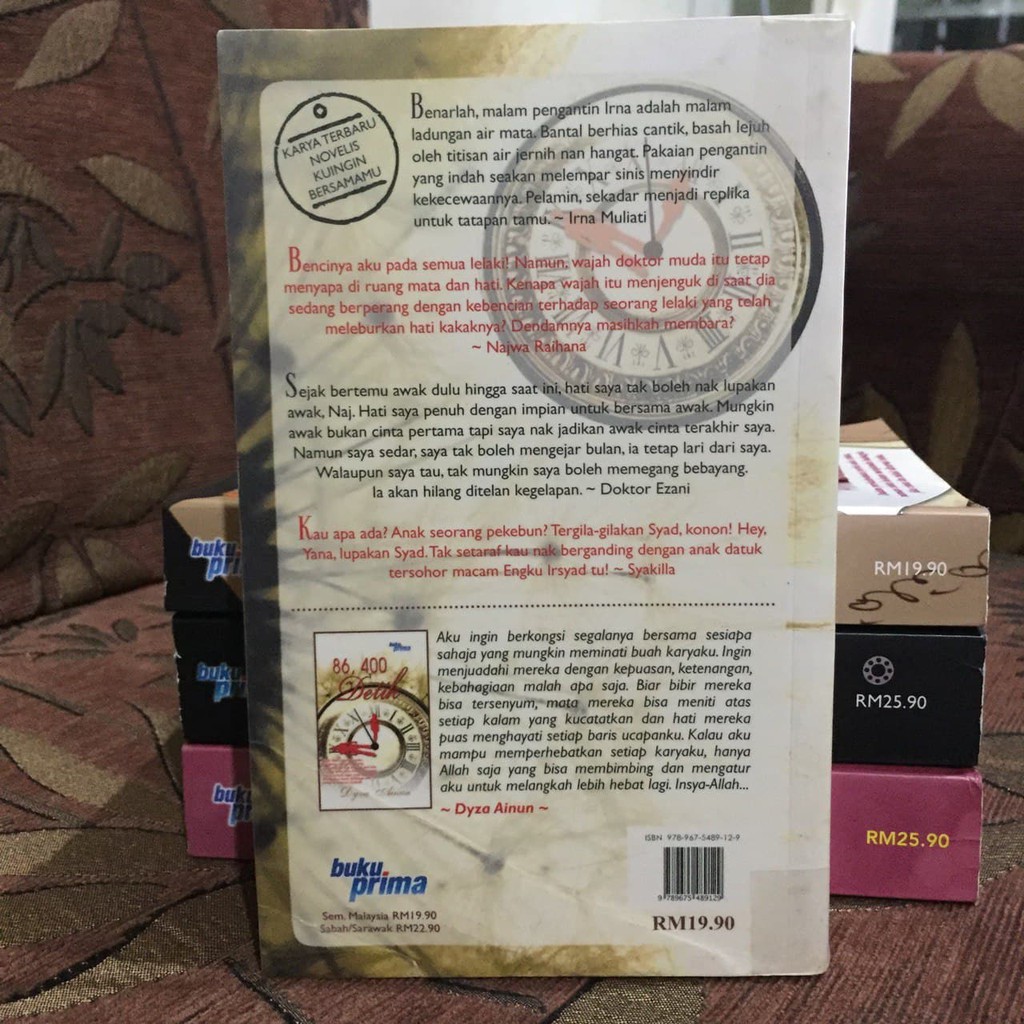 KARYA TERBARU
NOVELIS
KUINGIN
BERSAMAMU
Benarlah, malam pengantin Irna adalah malam
ladungan air mata. Bantal berhias cantik, basah lejuh
oleh titisan air jernih nan hangat. Pakaian pengantin
yang indah seakan melempar sinis menyindir
kekecewaannya. Pelamin, sekadar menjadi replika
untuk tatapan tamu. ~ Irna Muliati
Bencinya aku pada semua lelaki! Namun, wajah doktor muda itu tetap
menyapa di ruang mata dan hati. Kenapa wajah itu menjenguk di saat dia
sedang berperang dengan kebencian terhadap seorang lelaki yang telah
meleburkan hati kakaknya? Dendamnya masihkah membara?
~ Najwa Raihana
Sejak bertemu awak dulu hingga saat ini, hati saya tak boleh nak lupakan
awak, Naj. Hati saya penuh dengan impian untuk bersama awak. Mungkin
awak bukan cinta pertama tapi saya nak jadikan awak cinta terakhir saya.
Namun saya sedar, saya tak boleh mengejar bulan, ia tetap lari dari saya.
Walaupun saya tau, tak mungkin saya boleh memegang bebayang.
Ia akan hilang ditelan kegelapan. ~ Doktor Ezani
Kau apa ada? Anak seorang pekebun? Tergila-gilakan Syad, konon! Hey,
Yana, lupakan Syad. Tak setaraf kau nak berganding dengan anak datuk
tersohor macam Engku Irsyad tu! ~ Syakilla
buku prima
86, 400
Detik
Dyza Ainun
Aku ingin berkongsi segalanya bersama sesiapa
sahaja yang mungkin meminati buah karyaku. Ingin
menjuadahi mereka dengan kepuasan, ketenangan,
kebahagiaan malah apa saja. Biar bibir mereka
bisa tersenyum, mata mereka bisa meniti atas
setiap kalam yang kucatatkan dan hati mereka
puas menghayati setiap baris ucapanku. Kalau aku
mampu memperhebatkan setiap karyaku, hanya
Allah saja yang bisa membimbing dan mengatur
aku untuk melangkah lebih hebat lagi. Insya-Allah...
~ Dyza Ainun ~
buku
prima
Sem. Malaysia RM19.90
Sabah/Sarawak RM22.90
ISBN 978-967-5489-12-9
9 789675 489129
RM19.90
buku
pri
RM19.90
buku
RM25.90
buku
RM25.90